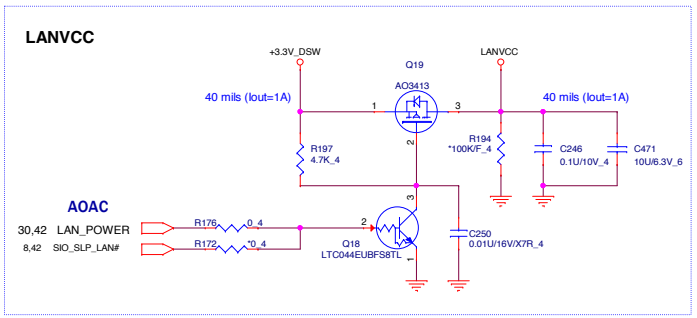 LANVCC
+3.3V_DSW
LANVCC
Q19
AO3413
40 mils (Iout=1A)
40 mils (Iout=1A)
1
3
2
R197
4.7K_4
R194
*100K/F_4
C246
0.1U/10V_4
C471
10U/6.3V_6
AOAC
30,42 LAN_POWER
R176
0_4
8,42 SIO_SLP_LAN#
R172
*0_4
2
3
1
Q18
LTC044EUBFS8TL
C250
0.01U/16V/X7R_4